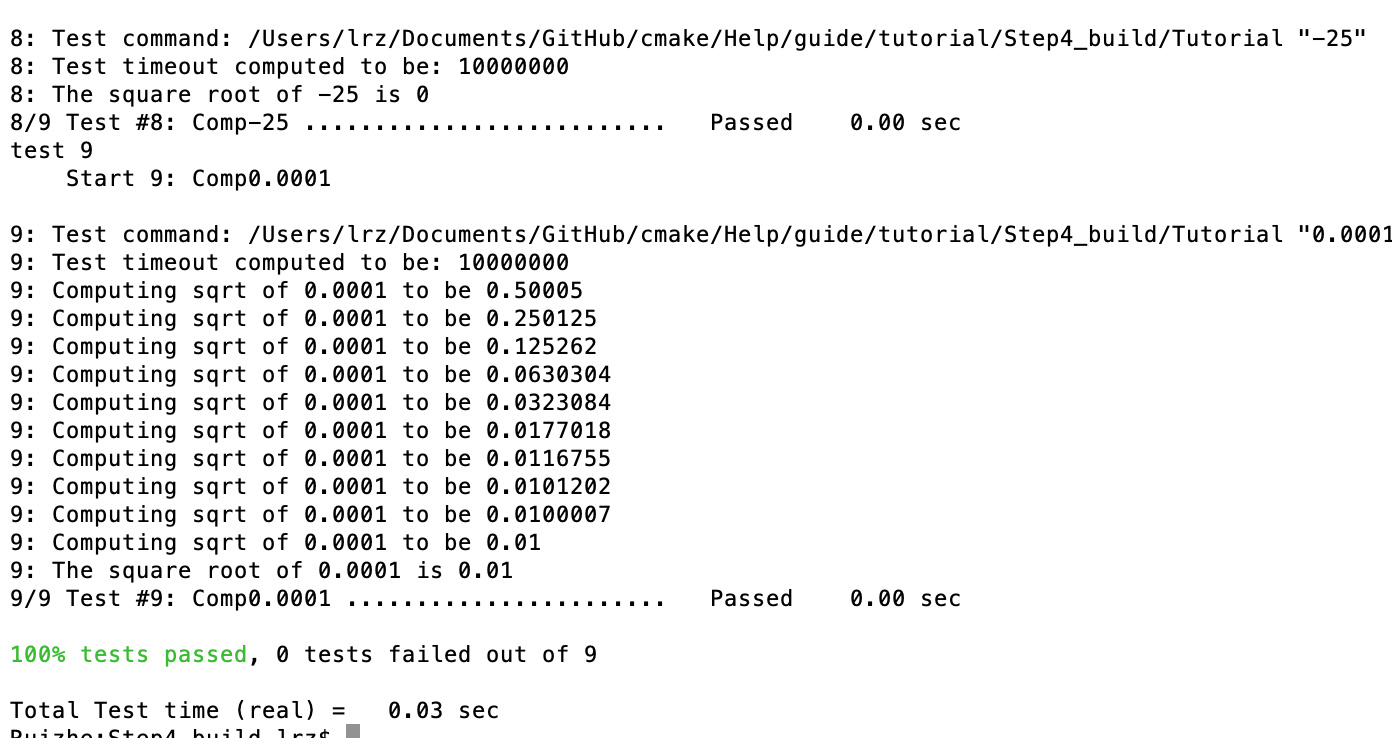 8: Test command: /Users/lrz/Documents/GitHub/cmake/Help/guide/tutorial/Step4_build/Tutorial "-25"
8: Test timeout computed to be: 10000000
8: The square root of -25 is 0
8/9 Test #8: Comp-25 ..........................   Passed    0.00 sec
test 9
    Start 9: Comp0.0001

9: Test command: /Users/lrz/Documents/GitHub/cmake/Help/guide/tutorial/Step4_build/Tutorial "0.0001
9: Test timeout computed to be: 10000000
9: Computing sqrt of 0.0001 to be 0.50005
9: Computing sqrt of 0.0001 to be 0.250125
9: Computing sqrt of 0.0001 to be 0.125262
9: Computing sqrt of 0.0001 to be 0.0630304
9: Computing sqrt of 0.0001 to be 0.0323084
9: Computing sqrt of 0.0001 to be 0.0177018
9: Computing sqrt of 0.0001 to be 0.0116755
9: Computing sqrt of 0.0001 to be 0.0101202
9: Computing sqrt of 0.0001 to be 0.0100007
9: Computing sqrt of 0.0001 to be 0.01
9: The square root of 0.0001 is 0.01
9/9 Test #9: Comp0.0001 .......................   Passed    0.00 sec

100% tests passed, 0 tests failed out of 9

Total Test time (real) =   0.03 sec
Ruizhe:Step4_build lrz$